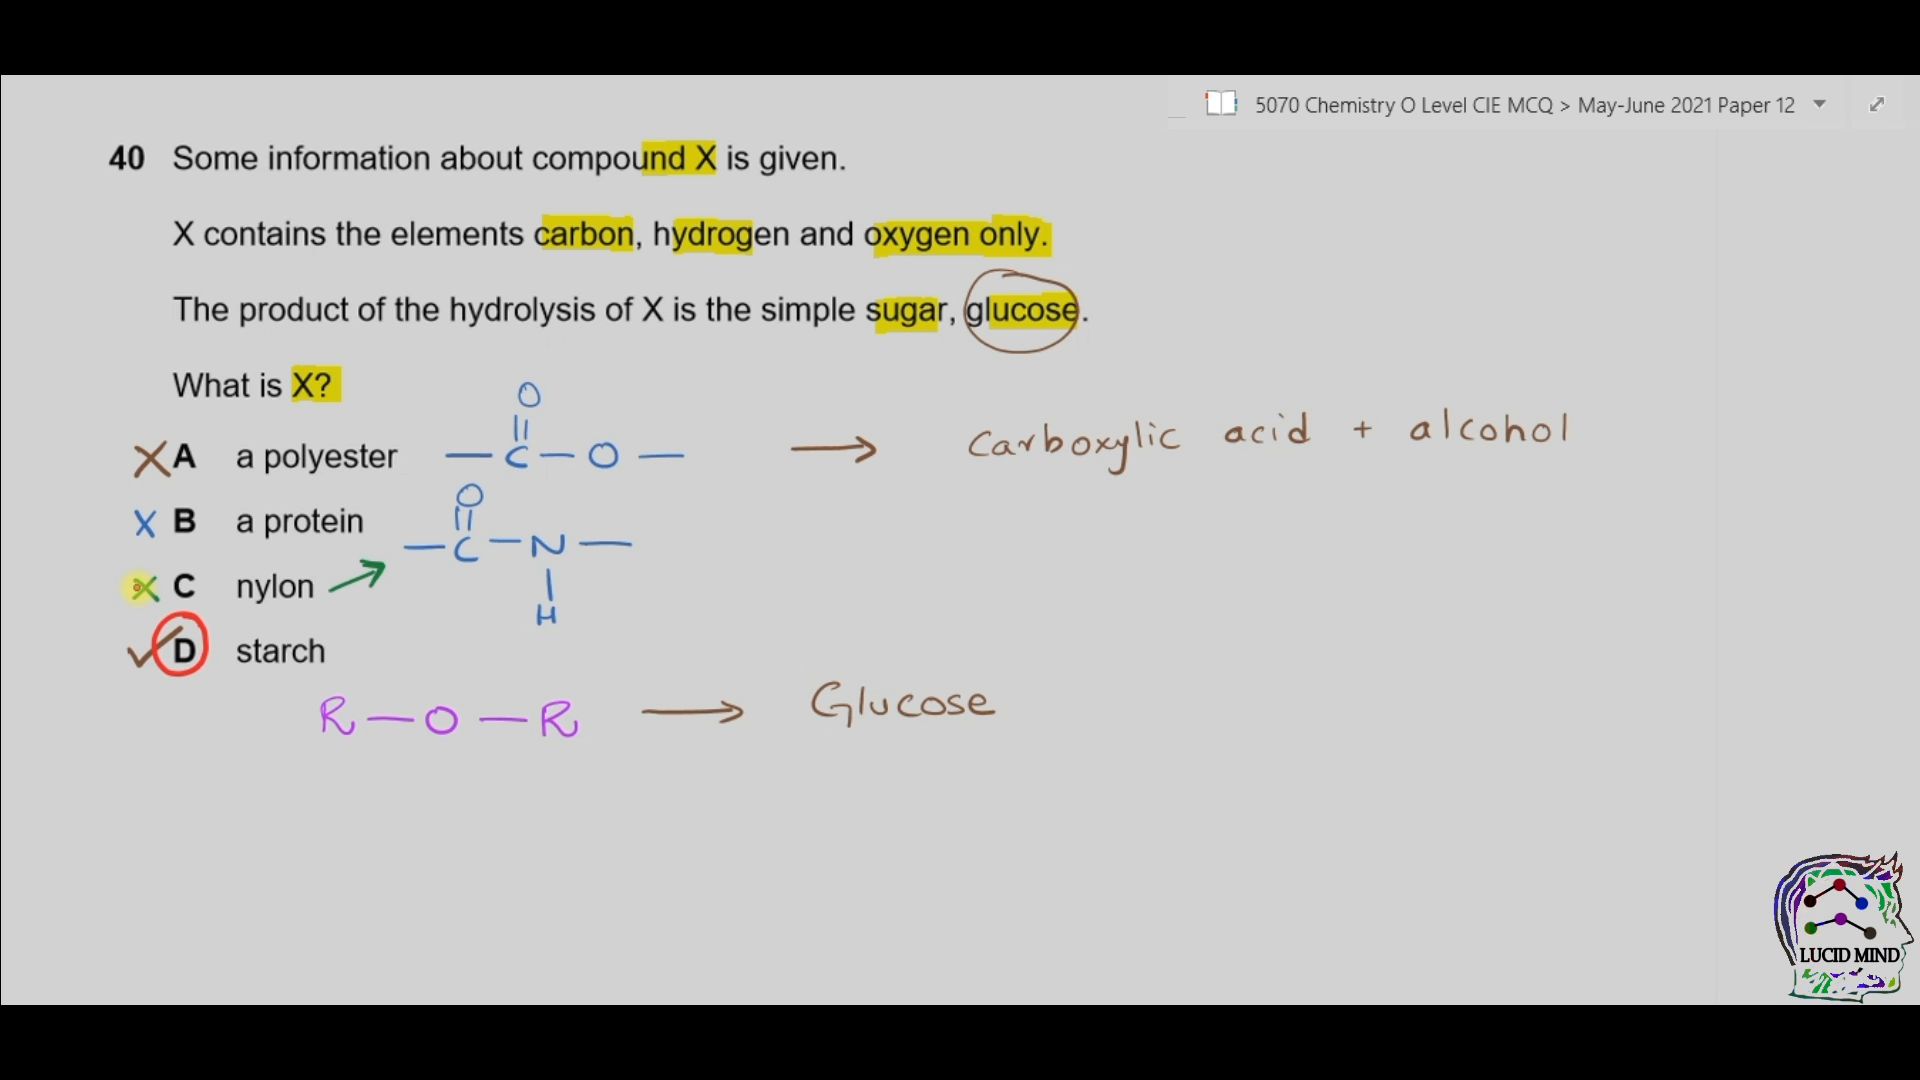 5070 Chemistry O Level CIE MCQ > May-June 2021 Paper 12
40 Some information about compound X is given.
X contains the elements carbon, hydrogen and oxygen only.
The product of the hydrolysis of X is the simple sugar, glucose.
What is X?
O
A a polyester — C — O — → Carboxylic acid + alcohol
O
B a protein — C — N —
C nylon
H
D starch
R — O — R → Glucose
LUCID MIND